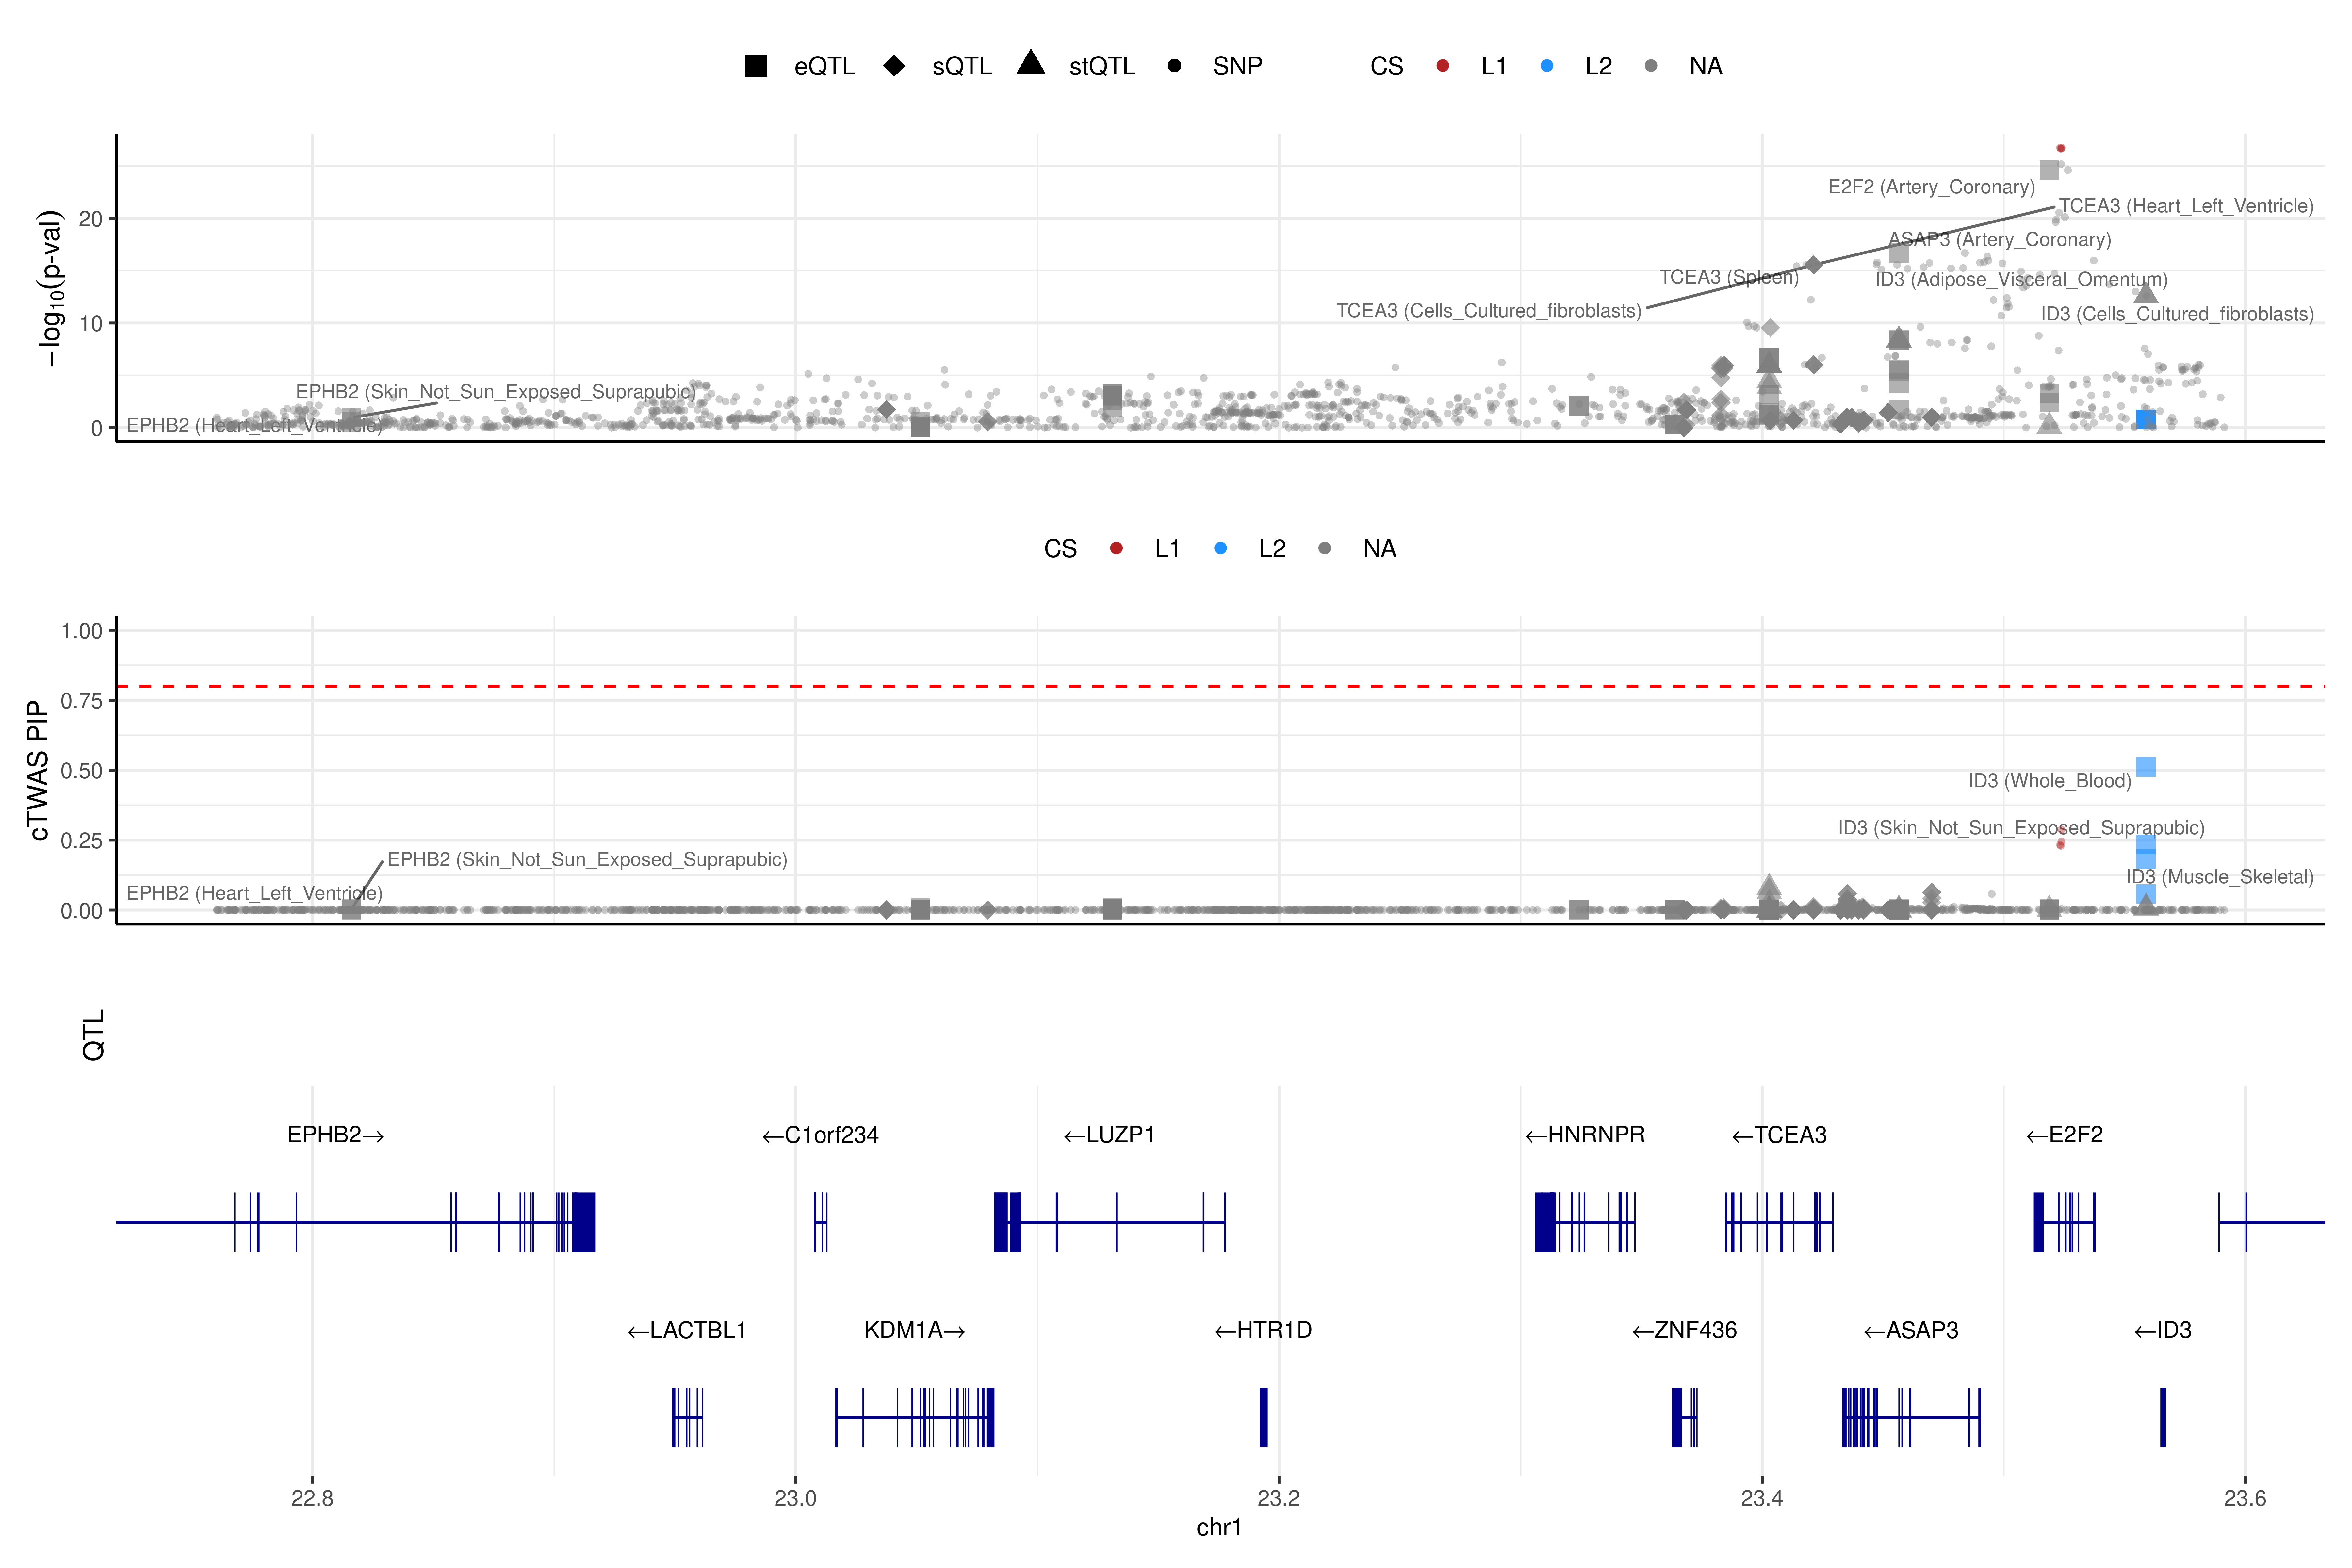 eQTL sQTL stQTL SNP CS L1 L2 NA
−log10(p-val)
20
10
0
E2F2 (Artery_Coronary)
TCEA3 (Heart_Left_Ventricle)
ASAP3 (Artery_Coronary)
TCEA3 (Spleen)
ID3 (Adipose_Visceral_Omentum)
TCEA3 (Cells_Cultured_fibroblasts)
ID3 (Cells_Cultured_fibroblasts)
EPHB2 (Skin_Not_Sun_Exposed_Suprapubic)
EPHB2 (Heart_Left_Ventricle)
CS L1 L2 NA
cTWAS PIP
1.00
0.75
0.50
0.25
0.00
ID3 (Whole_Blood)
ID3 (Skin_Not_Sun_Exposed_Suprapubic)
EPHB2 (Skin_Not_Sun_Exposed_Suprapubic)
ID3 (Muscle_Skeletal)
EPHB2 (Heart_Left_Ventricle)
QTL
EPHB2→ ←C1orf234 ←LUZP1 ←HNRNPR ←TCEA3 ←E2F2
←LACTBL1 KDM1A→ ←HTR1D ←ZNF436 ←ASAP3 ←ID3
22.8 23.0 23.2 23.4 23.6
chr1